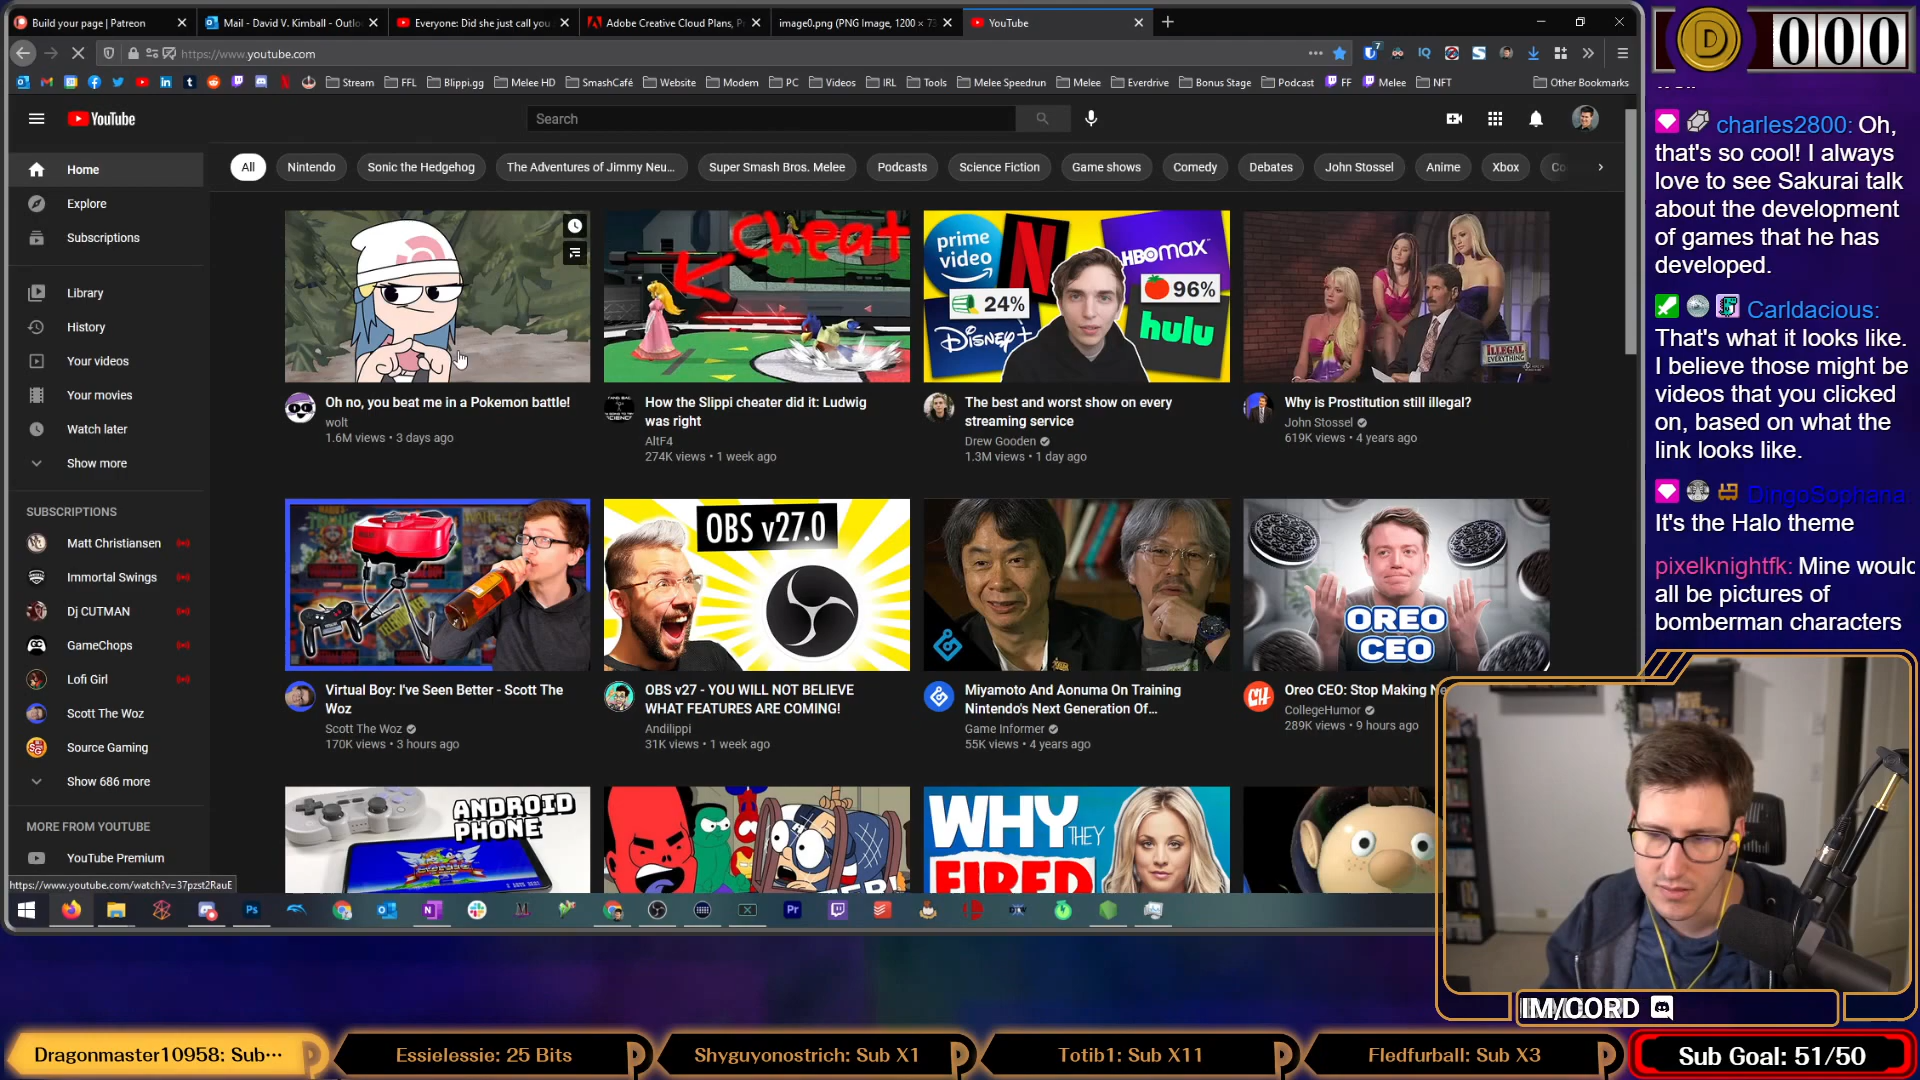 Build your page | Patreon
Mail - David V. Kimball - Outlo
Everyone: Did she just call you
Adobe Creative Cloud Plans, P
image0.png (PNG Image, 1200 × 7
YouTube
https://www.youtube.com
7
Stream
FFL
Blippi.gg
Melee HD
SmashCafé
Website
Modem
PC
Videos
IRL
Tools
Melee Speedrun
Melee
Everdrive
Bonus Stage
Podcast
FF
Melee
NFT
Other Bookmarks
YouTube
Search
Home
Explore
Subscriptions
Library
History
Your videos
Your movies
Watch later
Show more
SUBSCRIPTIONS
Matt Christiansen
Immortal Swings
Dj CUTMAN
GameChops
Lofi Girl
Scott The Woz
Source Gaming
Show 686 more
MORE FROM YOUTUBE
YouTube Premium
https://www.youtube.com/watch?v=37pzst2RauE
All
Nintendo
Sonic the Hedgehog
The Adventures of Jimmy Neu...
Super Smash Bros. Melee
Podcasts
Science Fiction
Game shows
Comedy
Debates
John Stossel
Anime
Xbox
Co
cheat
prime video
N
HBOMAX
24%
96%
DISNEY+
hulu
ILLEGAL EVERYTHING
Oh no, you beat me in a Pokemon battle!
wolt
1.6M views • 3 days ago
How the Slippi cheater did it: Ludwig was right
AltF4
274K views • 1 week ago
The best and worst show on every streaming service
Drew Gooden
1.3M views • 1 day ago
Why is Prostitution still illegal?
John Stossel
619K views • 4 years ago
OBS v27.0
OREO CEO
Virtual Boy: I've Seen Better - Scott The Woz
Scott The Woz
170K views • 3 hours ago
OBS v27 - YOU WILL NOT BELIEVE WHAT FEATURES ARE COMING!
Andilippi
31K views • 1 week ago
Miyamoto And Aonuma On Training Nintendo's Next Generation Of...
Game Informer
55K views • 4 years ago
Oreo CEO: Stop Making
CH
CollegeHumor
289K views • 9 hours ago
ANDROID PHONE
WHY THEY FIRED
D
000
charles2800: Oh,
that's so cool! I always
love to see Sakurai talk
about the development
of games that he has
developed.
Carldacious:
That's what it looks like.
I believe those might be
videos that you clicked
on, based on what the
link looks like.
DingoSophana:
It's the Halo theme
pixelknightfk: Mine would
all be pictures of
bomberman characters
Dragonmaster10958: Sub…
Essielessie: 25 Bits
Shyguyonostrich: Sub X1
Totib1: Sub X11
Fledfurball: Sub X3
Sub Goal: 51/50